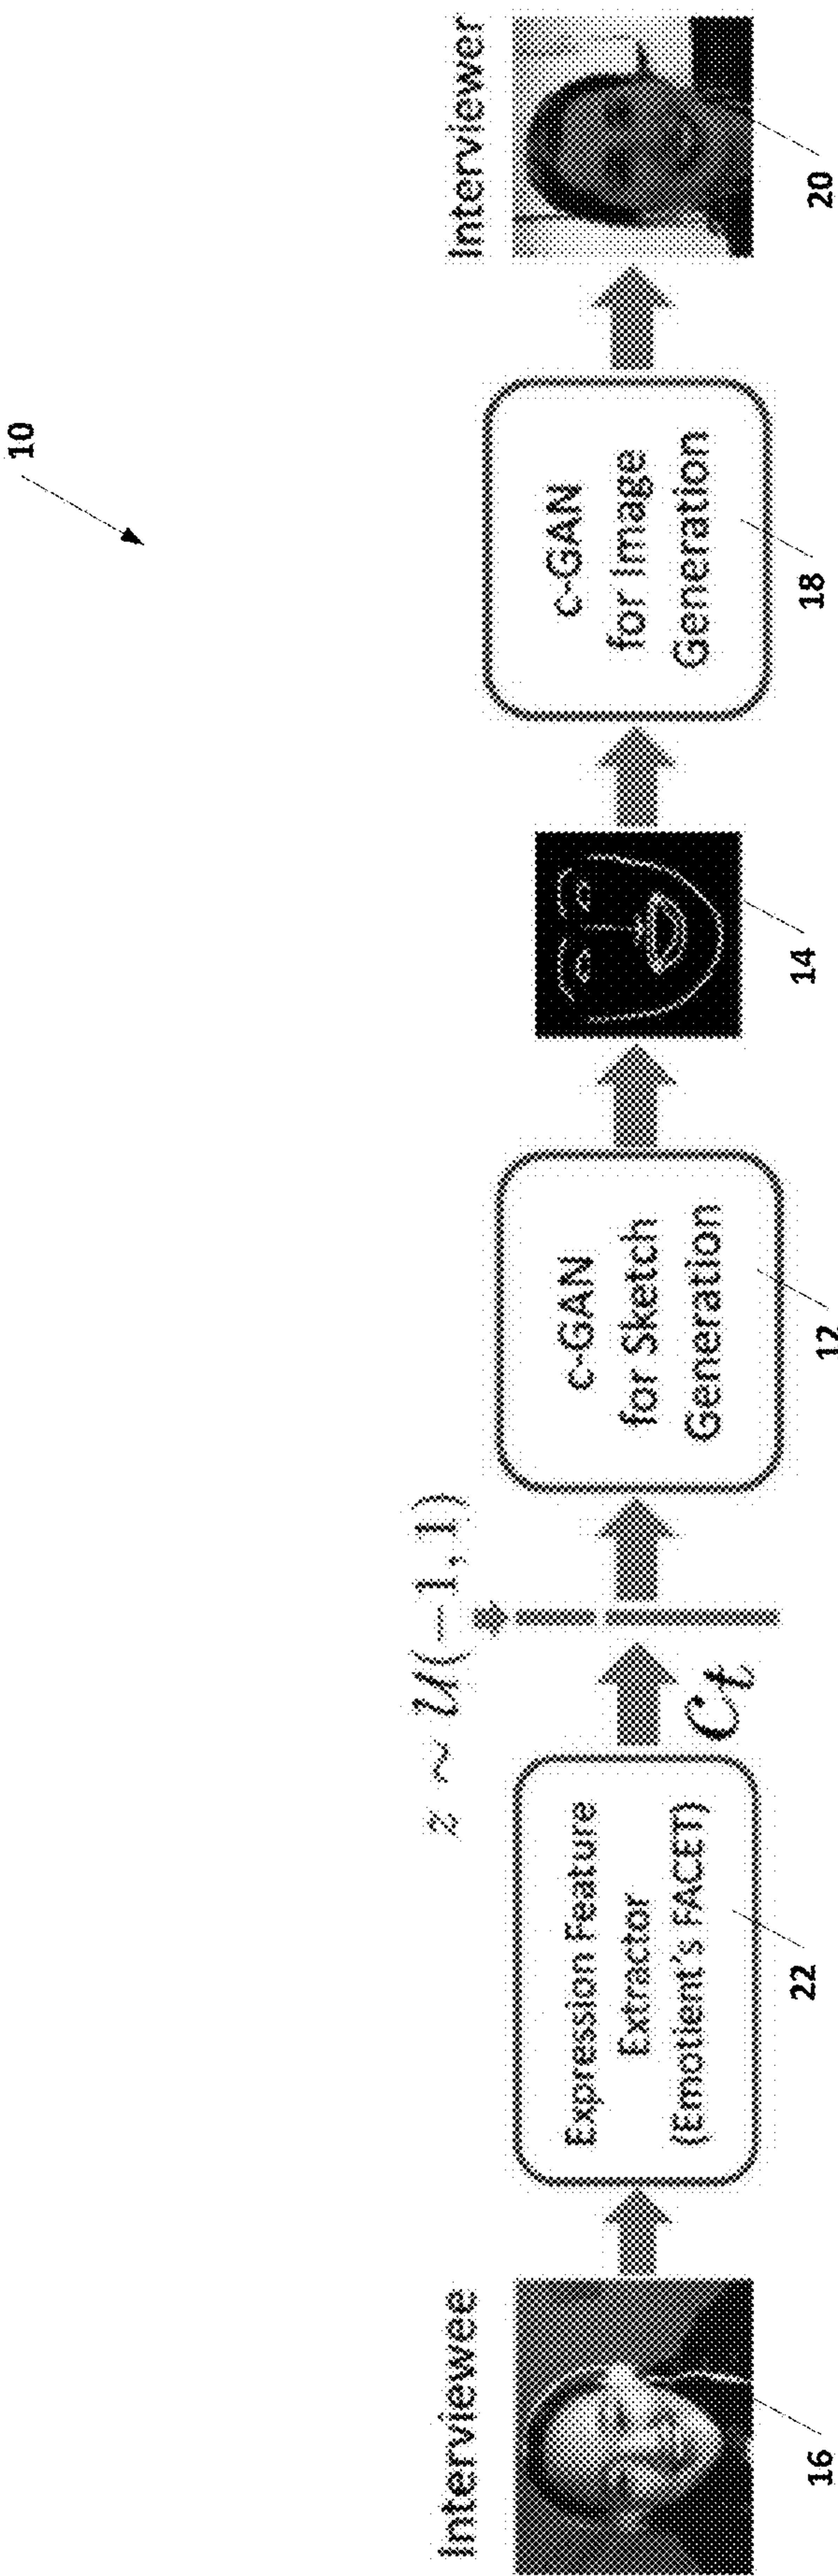 10
Interviewee
16
Expression Feature
Extractor
(Emotient's FACET)
22
z ~ U(−1, 1)
Ct
c-GAN
for Sketch
Generation
12
14
c-GAN
for Image
Generation
18
Interviewer
20